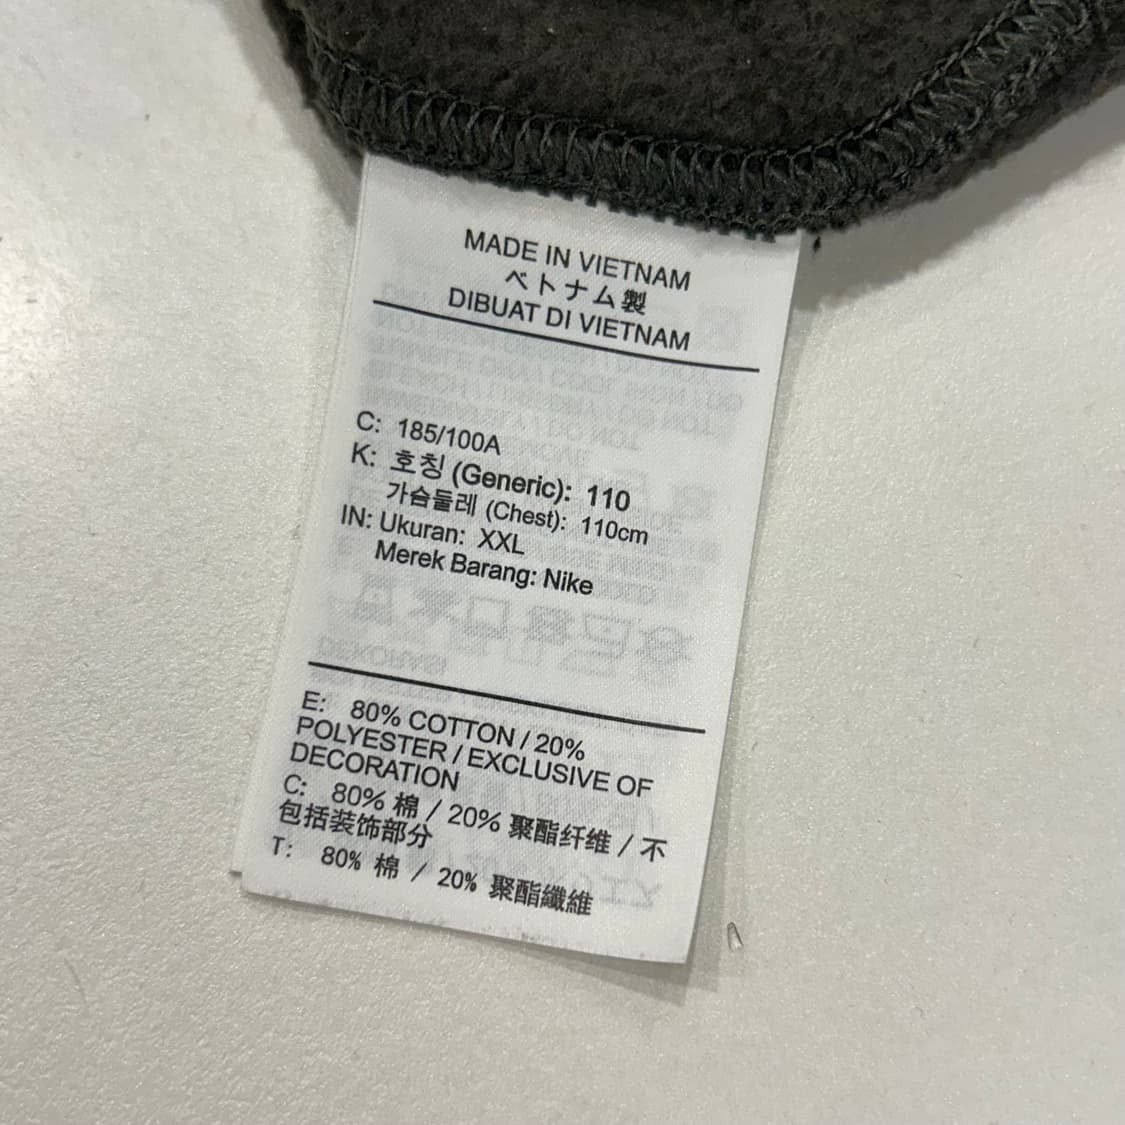 MADE IN VIETNAM
ベトナム製
DIBUAT DI VIETNAM
C: 185/100A
K: 호칭 (Generic): 110
가슴둘레 (Chest): 110cm
IN: Ukuran: XXL
Merek Barang: Nike
E: 80% COTTON / 20%
POLYESTER / EXCLUSIVE OF
DECORATION
C: 80% 棉 / 20% 聚酯纤维 / 不
包括装饰部分
T: 80% 棉 / 20% 聚酯纖維